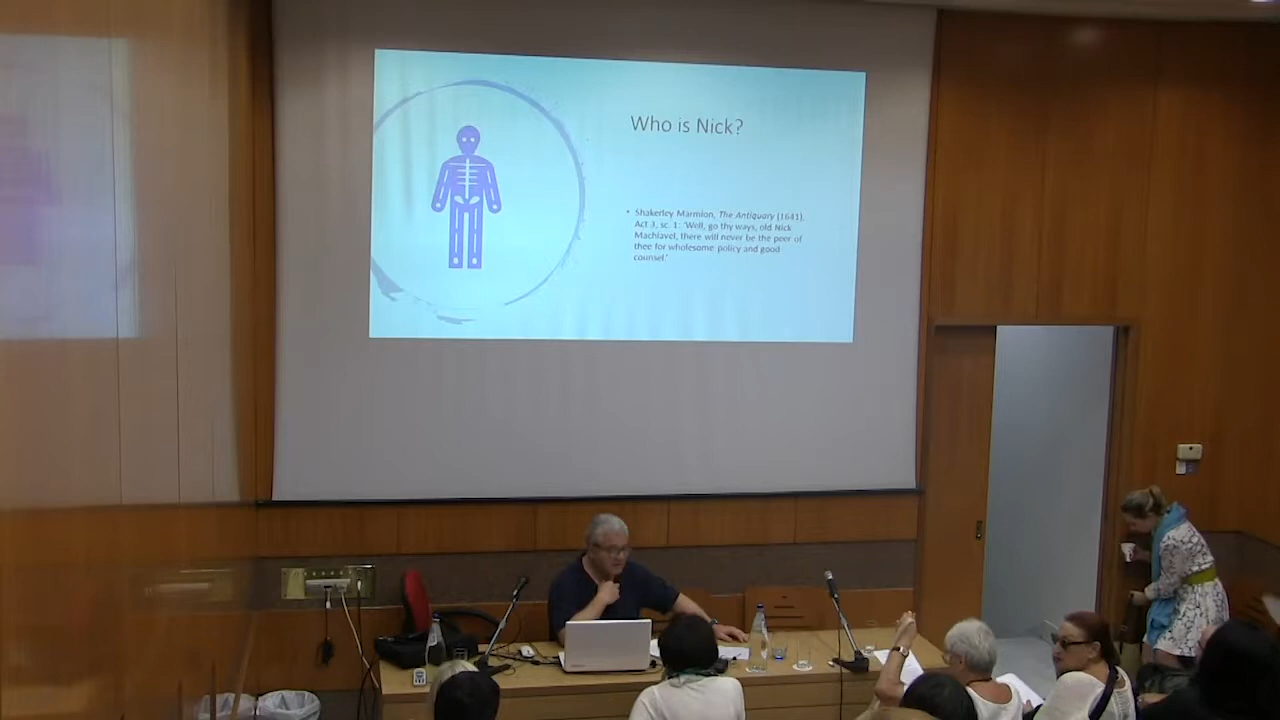 Who is Nick?
• Shakerley Marmion, The Antiquary (1641),
Act 3, sc. 1: 'Well, go thy ways, old Nick
Machiavel, there will never be the peer of
thee for wholesome policy and good
counsel.'